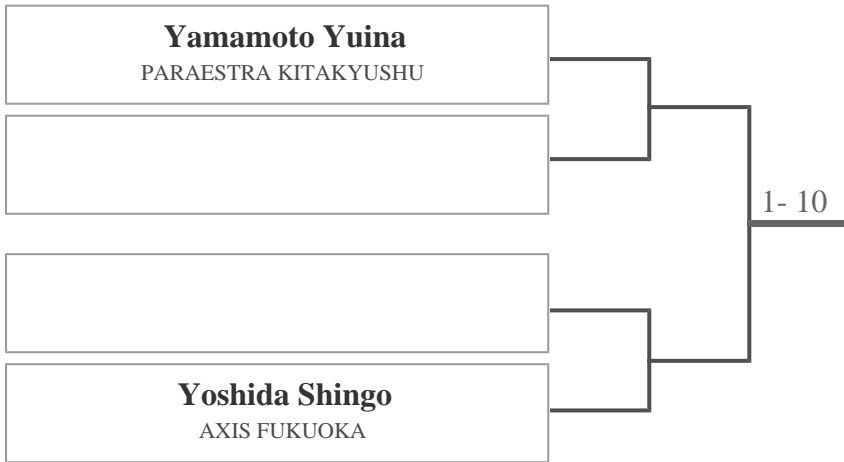 Yamamoto Yuina
PARAESTRA KITAKYUSHU
1- 10
Yoshida Shingo
AXIS FUKUOKA